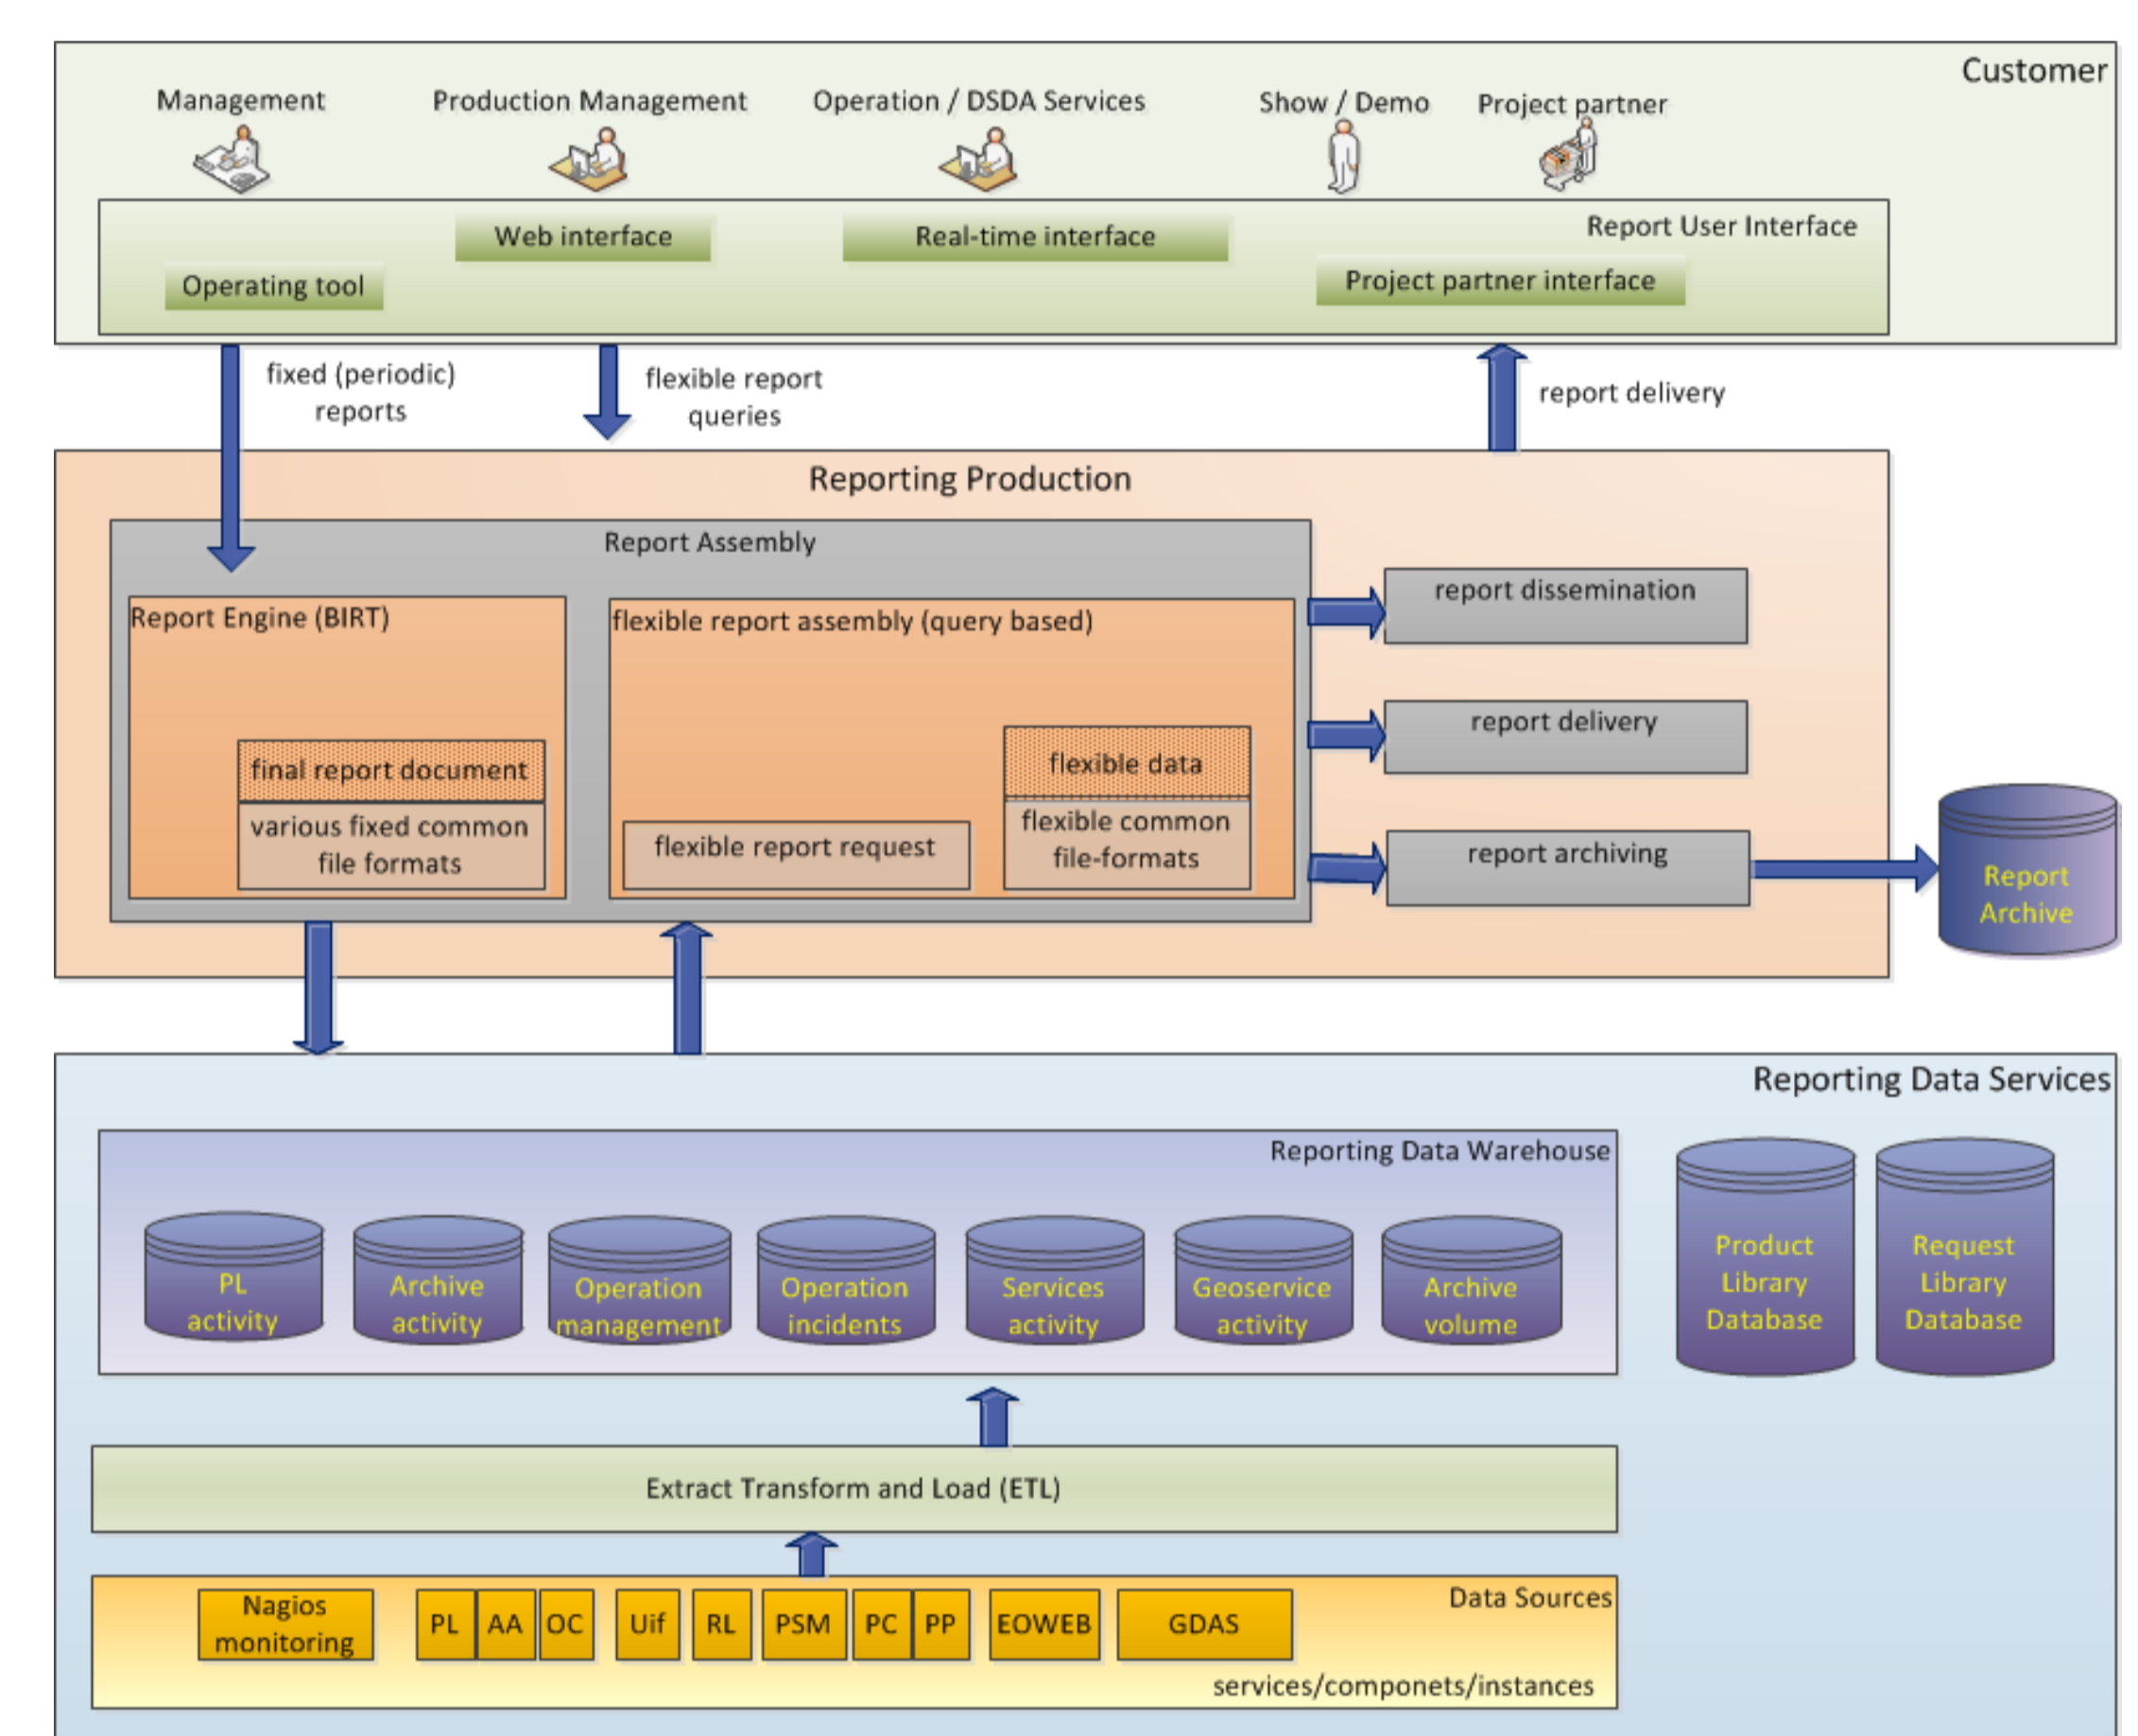 Customer
Management
Production Management
Operation / DSDA Services
Show / Demo
Project partner
Report User Interface
Web interface
Real-time interface
Operating tool
Project partner interface
fixed (periodic)
reports
flexible report
queries
report delivery
Reporting Production
Report Assembly
Report Engine (BIRT)
final report document
various fixed common
file formats
flexible report assembly (query based)
flexible report request
flexible data
flexible common
file-formats
report dissemination
report delivery
report archiving
Report
Archive
Reporting Data Services
Reporting Data Warehouse
PL
activity
Archive
activity
Operation
management
Operation
incidents
Services
activity
Geoservice
activity
Archive
volume
Product
Library
Database
Request
Library
Database
Extract Transform and Load (ETL)
Data Sources
Nagios
monitoring
PL
AA
OC
Uif
RL
PSM
PC
PP
EOWEB
GDAS
services/componets/instances